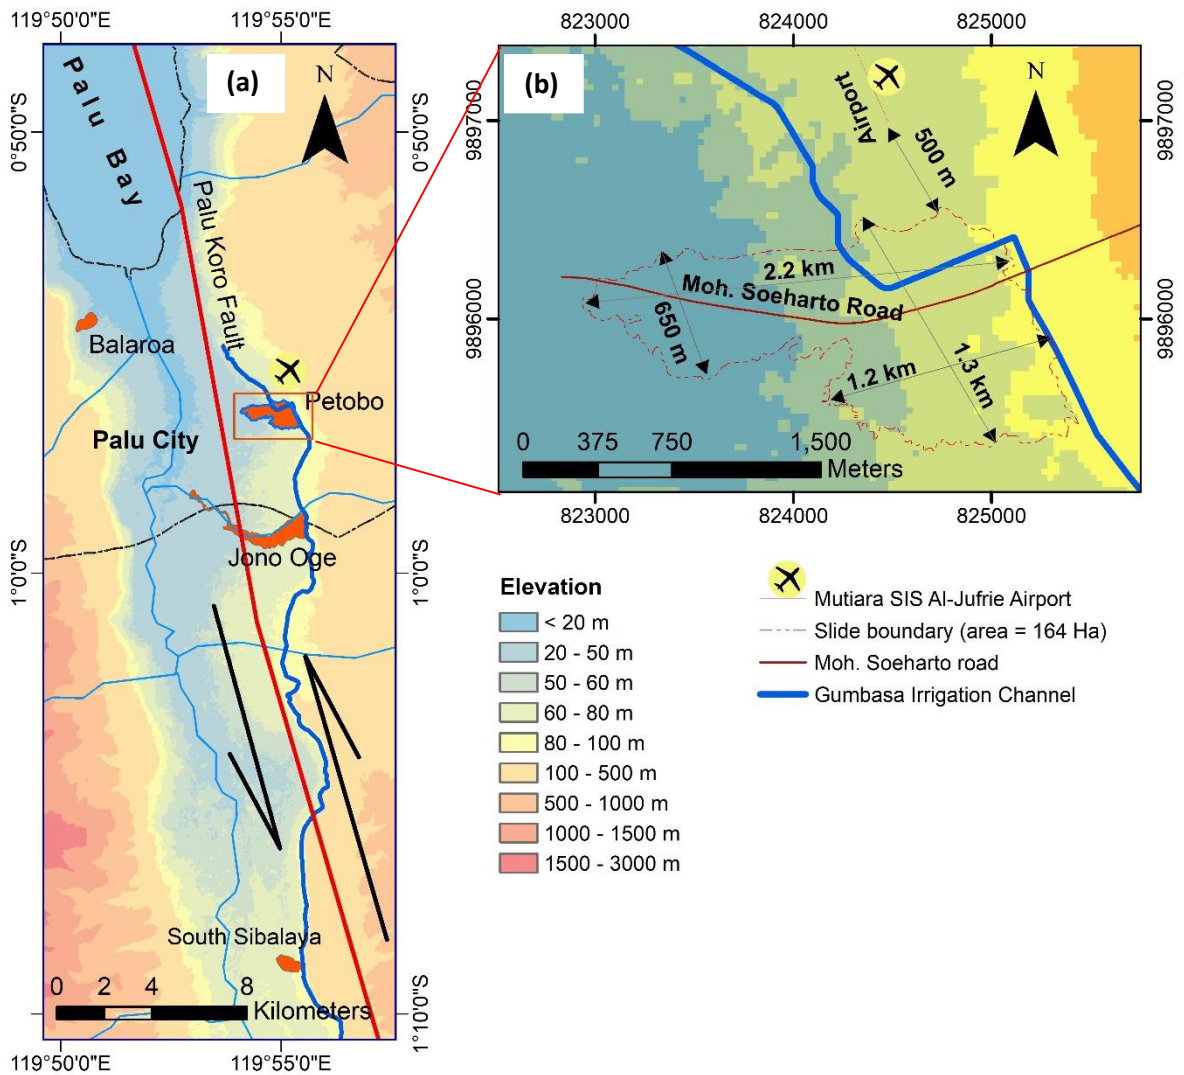 119°50'0"E
119°55'0"E
(a)
N
0°50'0"S
0°50'0"S
Palu Bay
Palu Koro Fault
Balaroa
Petobo
Palu City
Jono Oge
1°0'0"S
1°0'0"S
South Sibalaya
0 2 4 8
Kilometers
1°10'0"S
119°50'0"E
119°55'0"E
823000
824000
825000
(b)
N
9897000
9897000
Airport
500 m
2.2 km
Moh. Soeharto Road
650 m
9896000
9896000
1.2 km
1.3 km
0 375 750 1,500
Meters
823000
824000
825000
Elevation
< 20 m
20 - 50 m
50 - 60 m
60 - 80 m
80 - 100 m
100 - 500 m
500 - 1000 m
1000 - 1500 m
1500 - 3000 m
Mutiara SIS Al-Jufrie Airport
Slide boundary (area = 164 Ha)
Moh. Soeharto road
Gumbasa Irrigation Channel